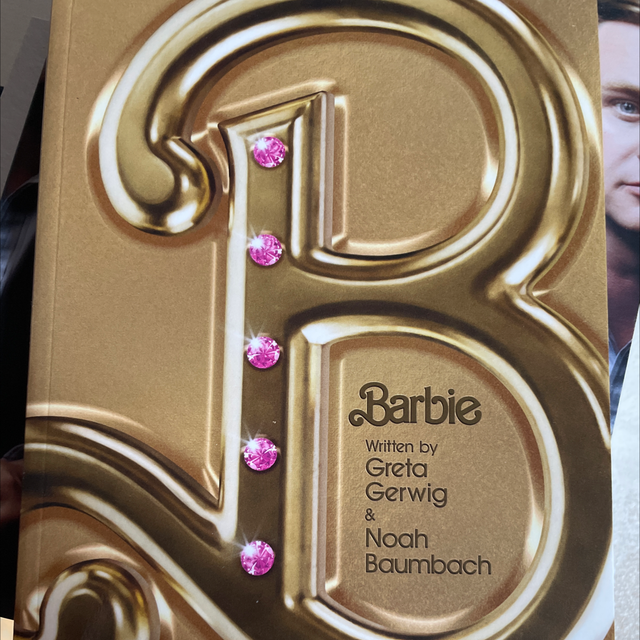 B
Barbie
Written by
Greta
Gerwig
&
Noah
Baumbach